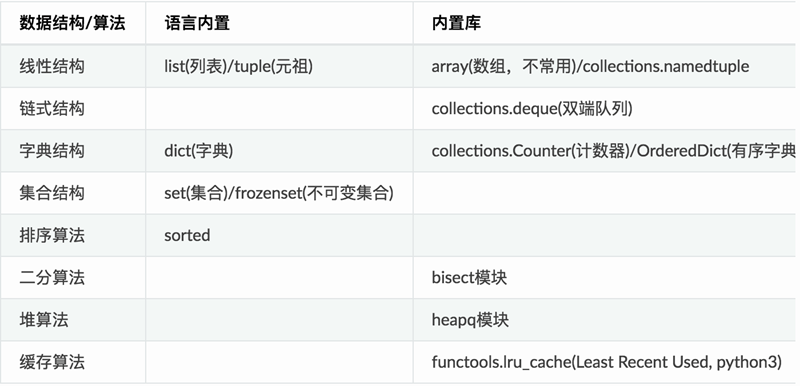 数据结构/算法 语言内置 内置库
线性结构 list(列表)/tuple(元祖) array(数组，不常用)/collections.namedtuple
链式结构 collections.deque(双端队列)
字典结构 dict(字典) collections.Counter(计数器)/OrderedDict(有序字典
集合结构 set(集合)/frozenset(不可变集合)
排序算法 sorted
二分算法 bisect模块
堆算法 heapq模块
缓存算法 functools.lru_cache(Least Recent Used, python3)